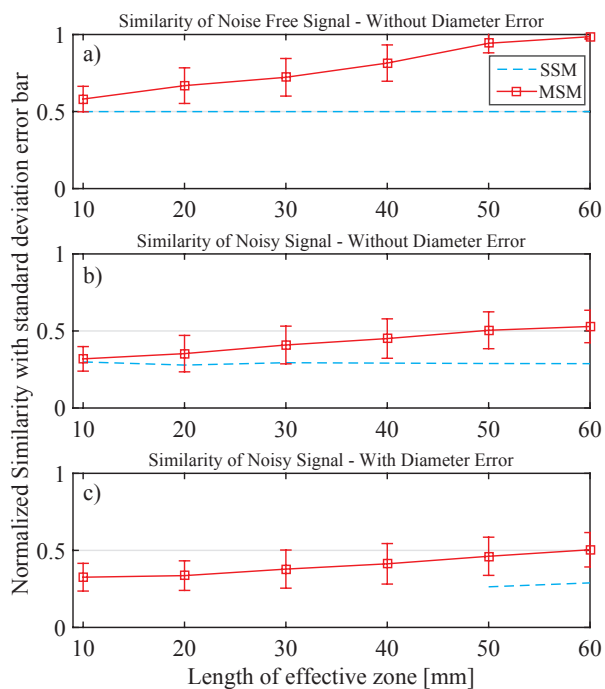 Similarity of Noise Free Signal - Without Diameter Error
a)
1
0.5
0
10 20 30 40 50 60
SSM
MSM
Similarity of Noisy Signal - Without Diameter Error
b)
1
0.5
0
10 20 30 40 50 60
Similarity of Noisy Signal - With Diameter Error
c)
1
0.5
0
10 20 30 40 50 60
Length of effective zone [mm]
Normalized Similarity with standard deviation error bar